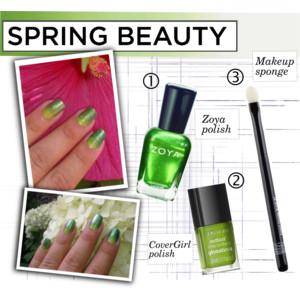 SPRING BEAUTY
①
③
Makeup
sponge
ZOYA
Zoya
polish
②
CoverGirl
polish